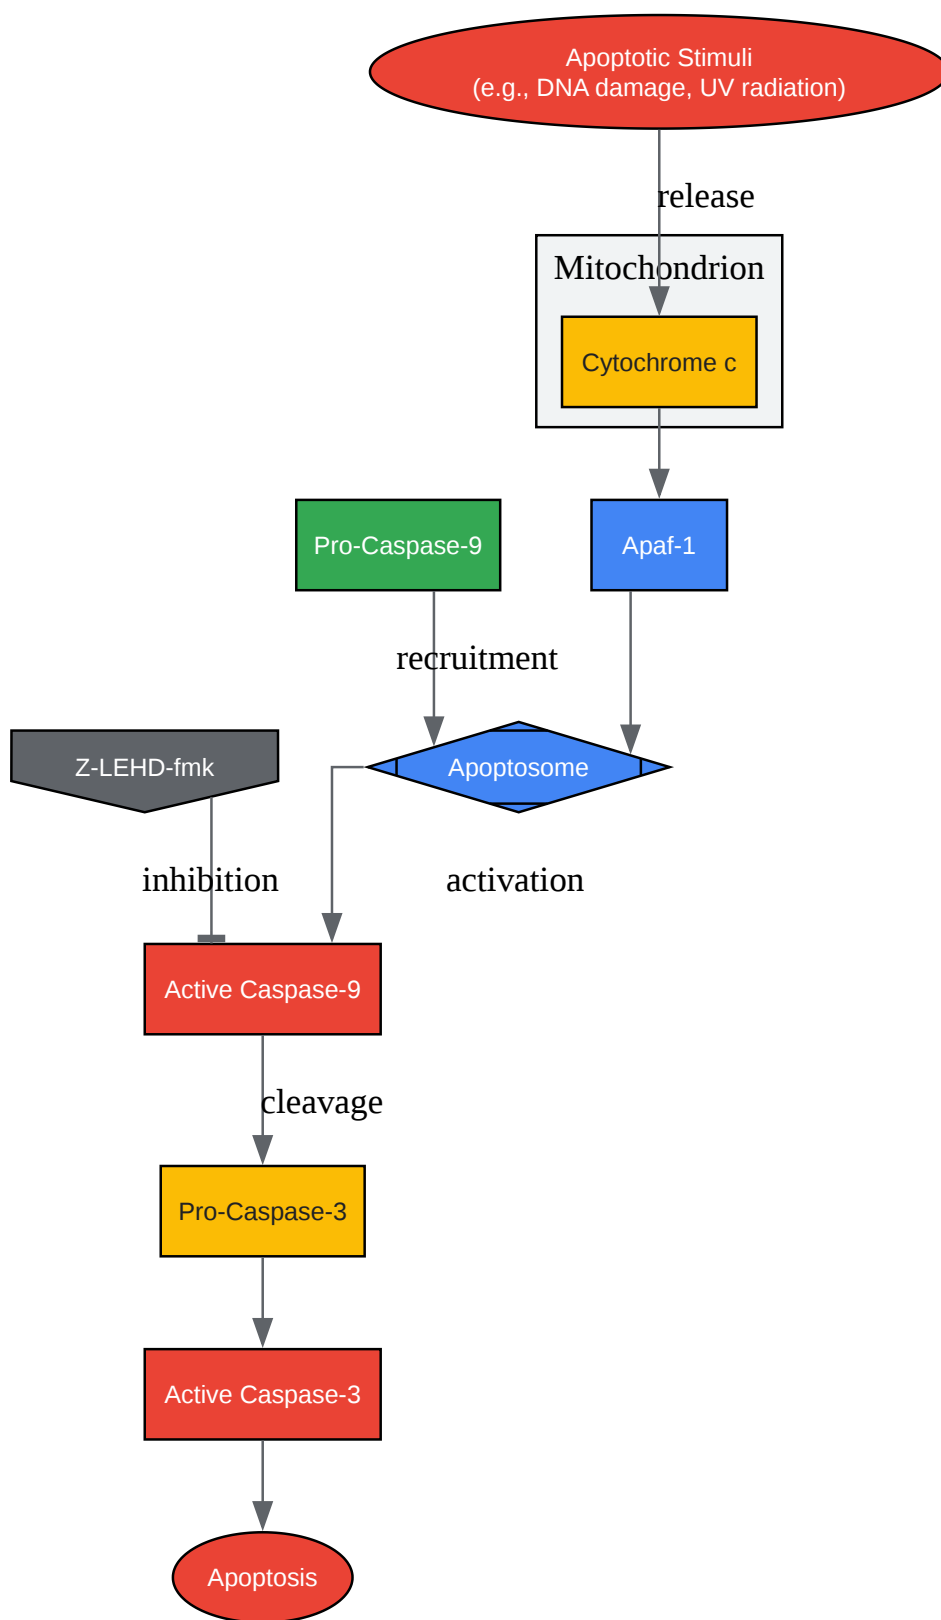 Apoptotic Stimuli
(e.g., DNA damage, UV radiation)
release
Mitochondrion
Cytochrome c
Pro-Caspase-9
Apaf-1
recruitment
Z-LEHD-fmk
Apoptosome
inhibition
activation
Active Caspase-9
cleavage
Pro-Caspase-3
Active Caspase-3
Apoptosis